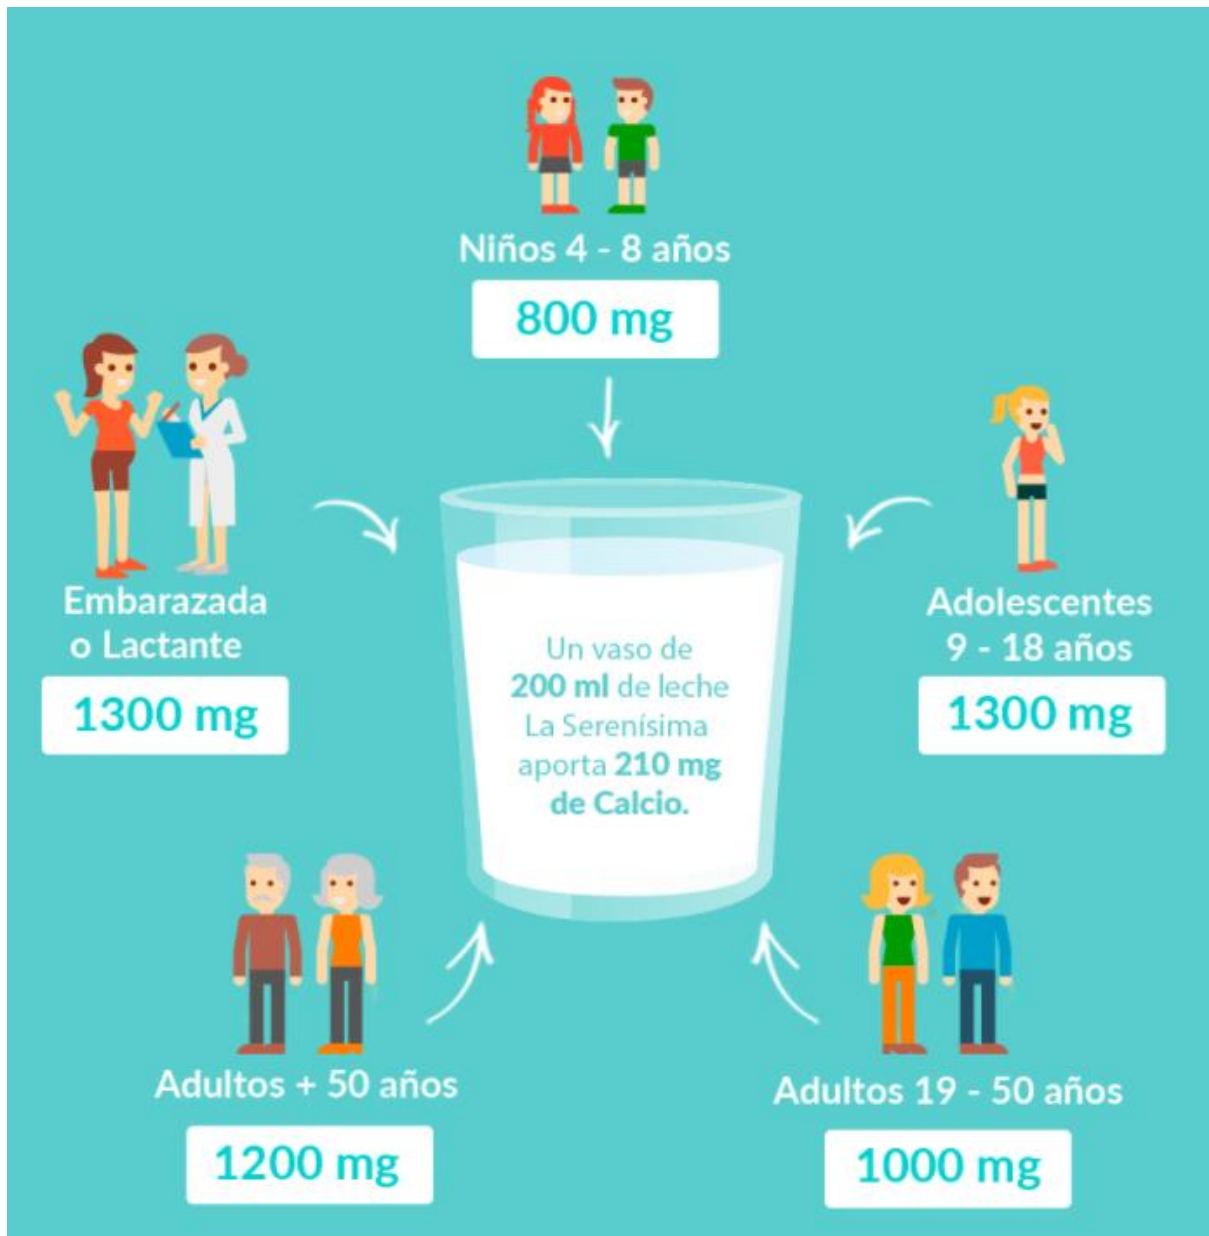 Niños 4 - 8 años
800 mg
Embarazada
o Lactante
1300 mg
Adolescentes
9 - 18 años
1300 mg
Un vaso de
200 ml de leche
La Serenísima
aporta 210 mg
de Calcio.
Adultos + 50 años
1200 mg
Adultos 19 - 50 años
1000 mg